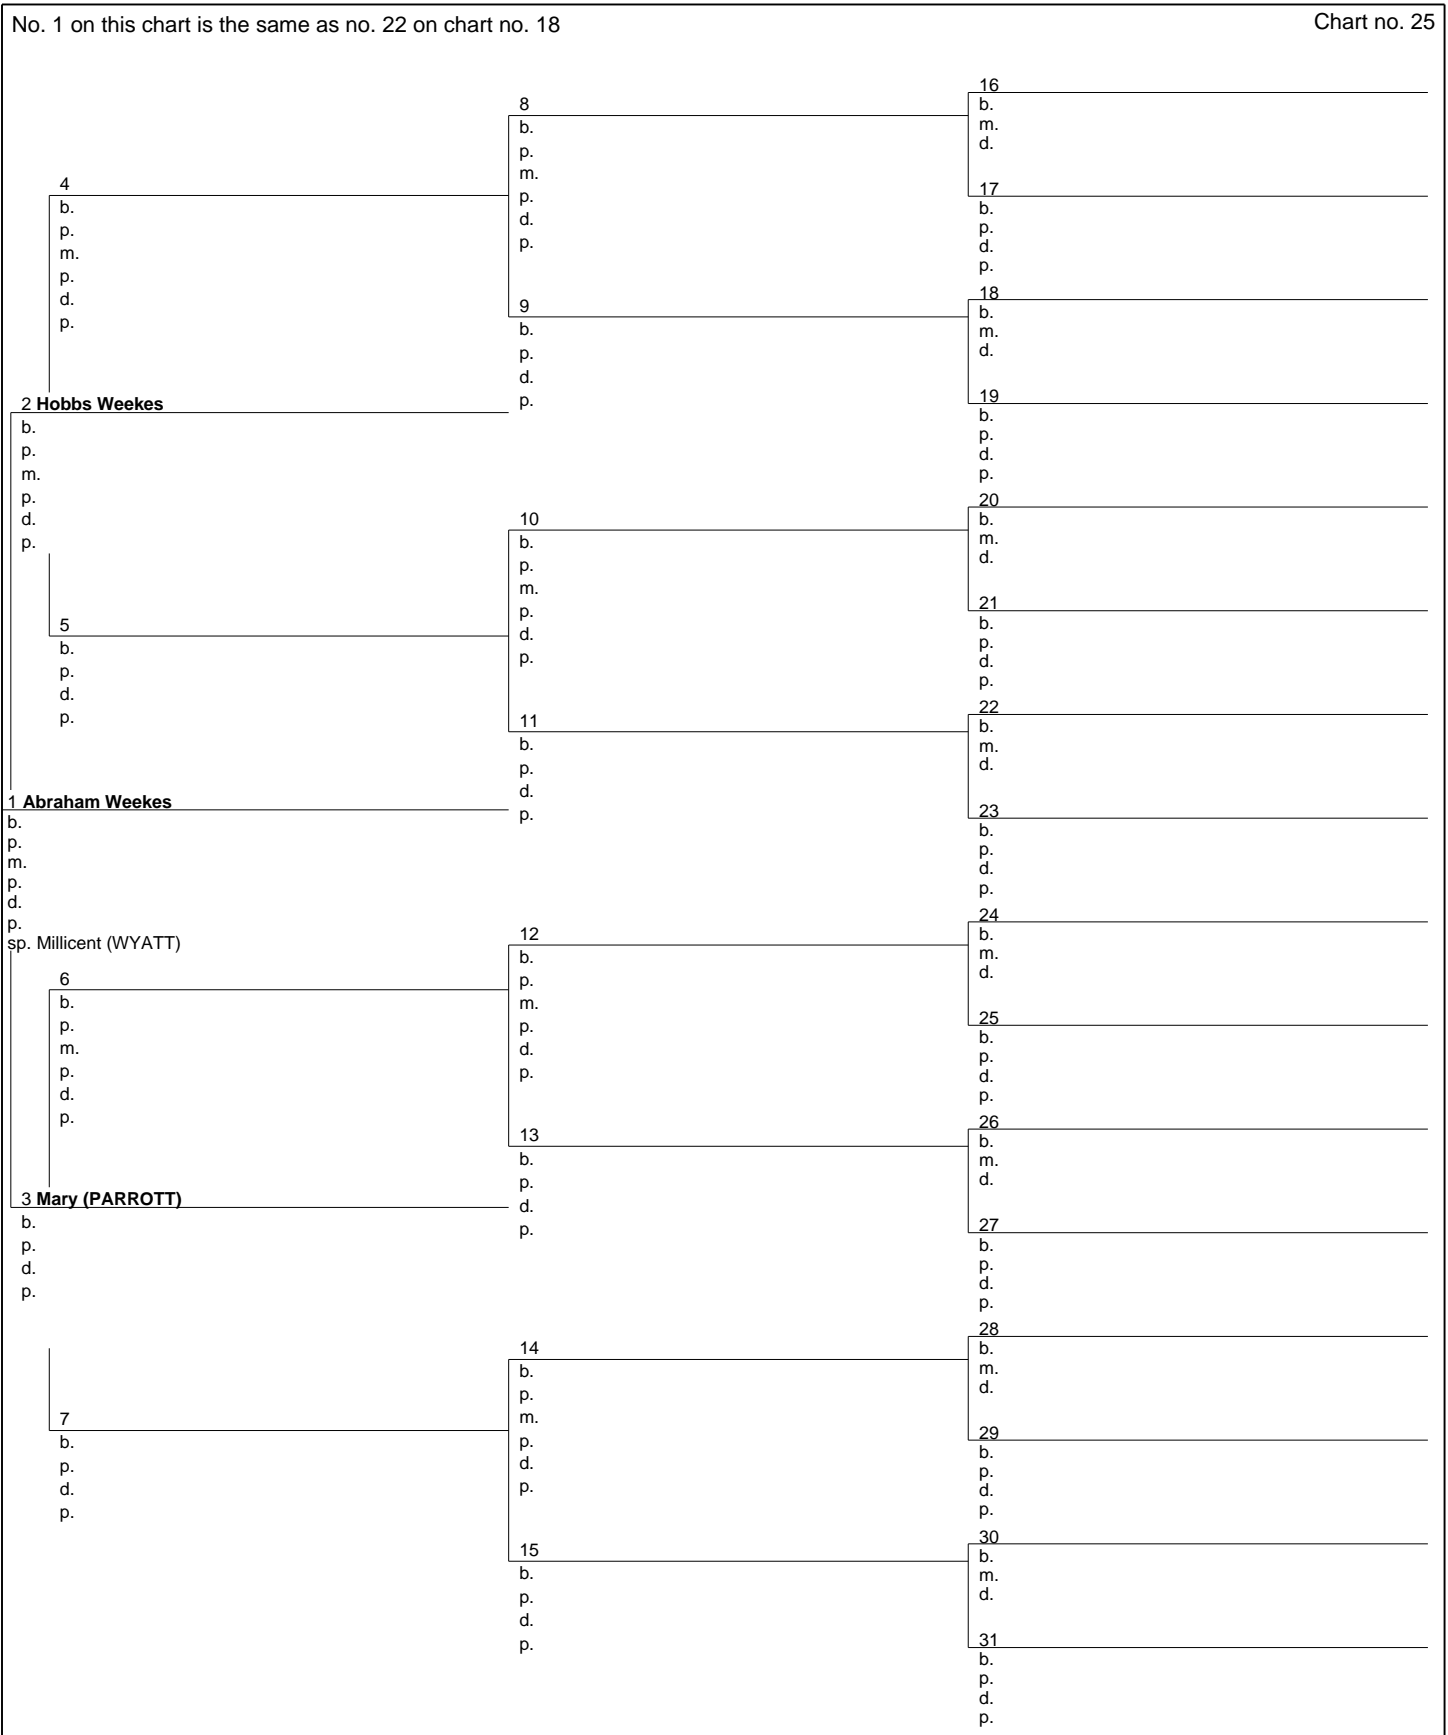 No. 1 on this chart is the same as no. 22 on chart no. 18
Chart no. 25
4
b.
p.
m.
p.
d.
p.
2 Hobbs Weekes
b.
p.
m.
p.
d.
p.
5
b.
p.
d.
p.
1 Abraham Weekes
b.
p.
m.
p.
d.
p.
sp. Millicent (WYATT)
6
b.
p.
m.
p.
d.
p.
3 Mary (PARROTT)
b.
p.
d.
p.
7
b.
p.
d.
p.
8
b.
p.
m.
p.
d.
p.
9
b.
p.
d.
p.
10
b.
p.
m.
p.
d.
p.
11
b.
p.
d.
p.
12
b.
p.
m.
p.
d.
p.
13
b.
p.
d.
p.
14
b.
p.
m.
p.
d.
p.
15
b.
p.
d.
p.
16
b.
m.
d.
17
b.
p.
d.
p.
18
b.
m.
d.
19
b.
p.
d.
p.
20
b.
m.
d.
21
b.
p.
d.
p.
22
b.
m.
d.
23
b.
p.
d.
p.
24
b.
m.
d.
25
b.
p.
d.
p.
26
b.
m.
d.
27
b.
p.
d.
p.
28
b.
m.
d.
29
b.
p.
d.
p.
30
b.
m.
d.
31
b.
p.
d.
p.